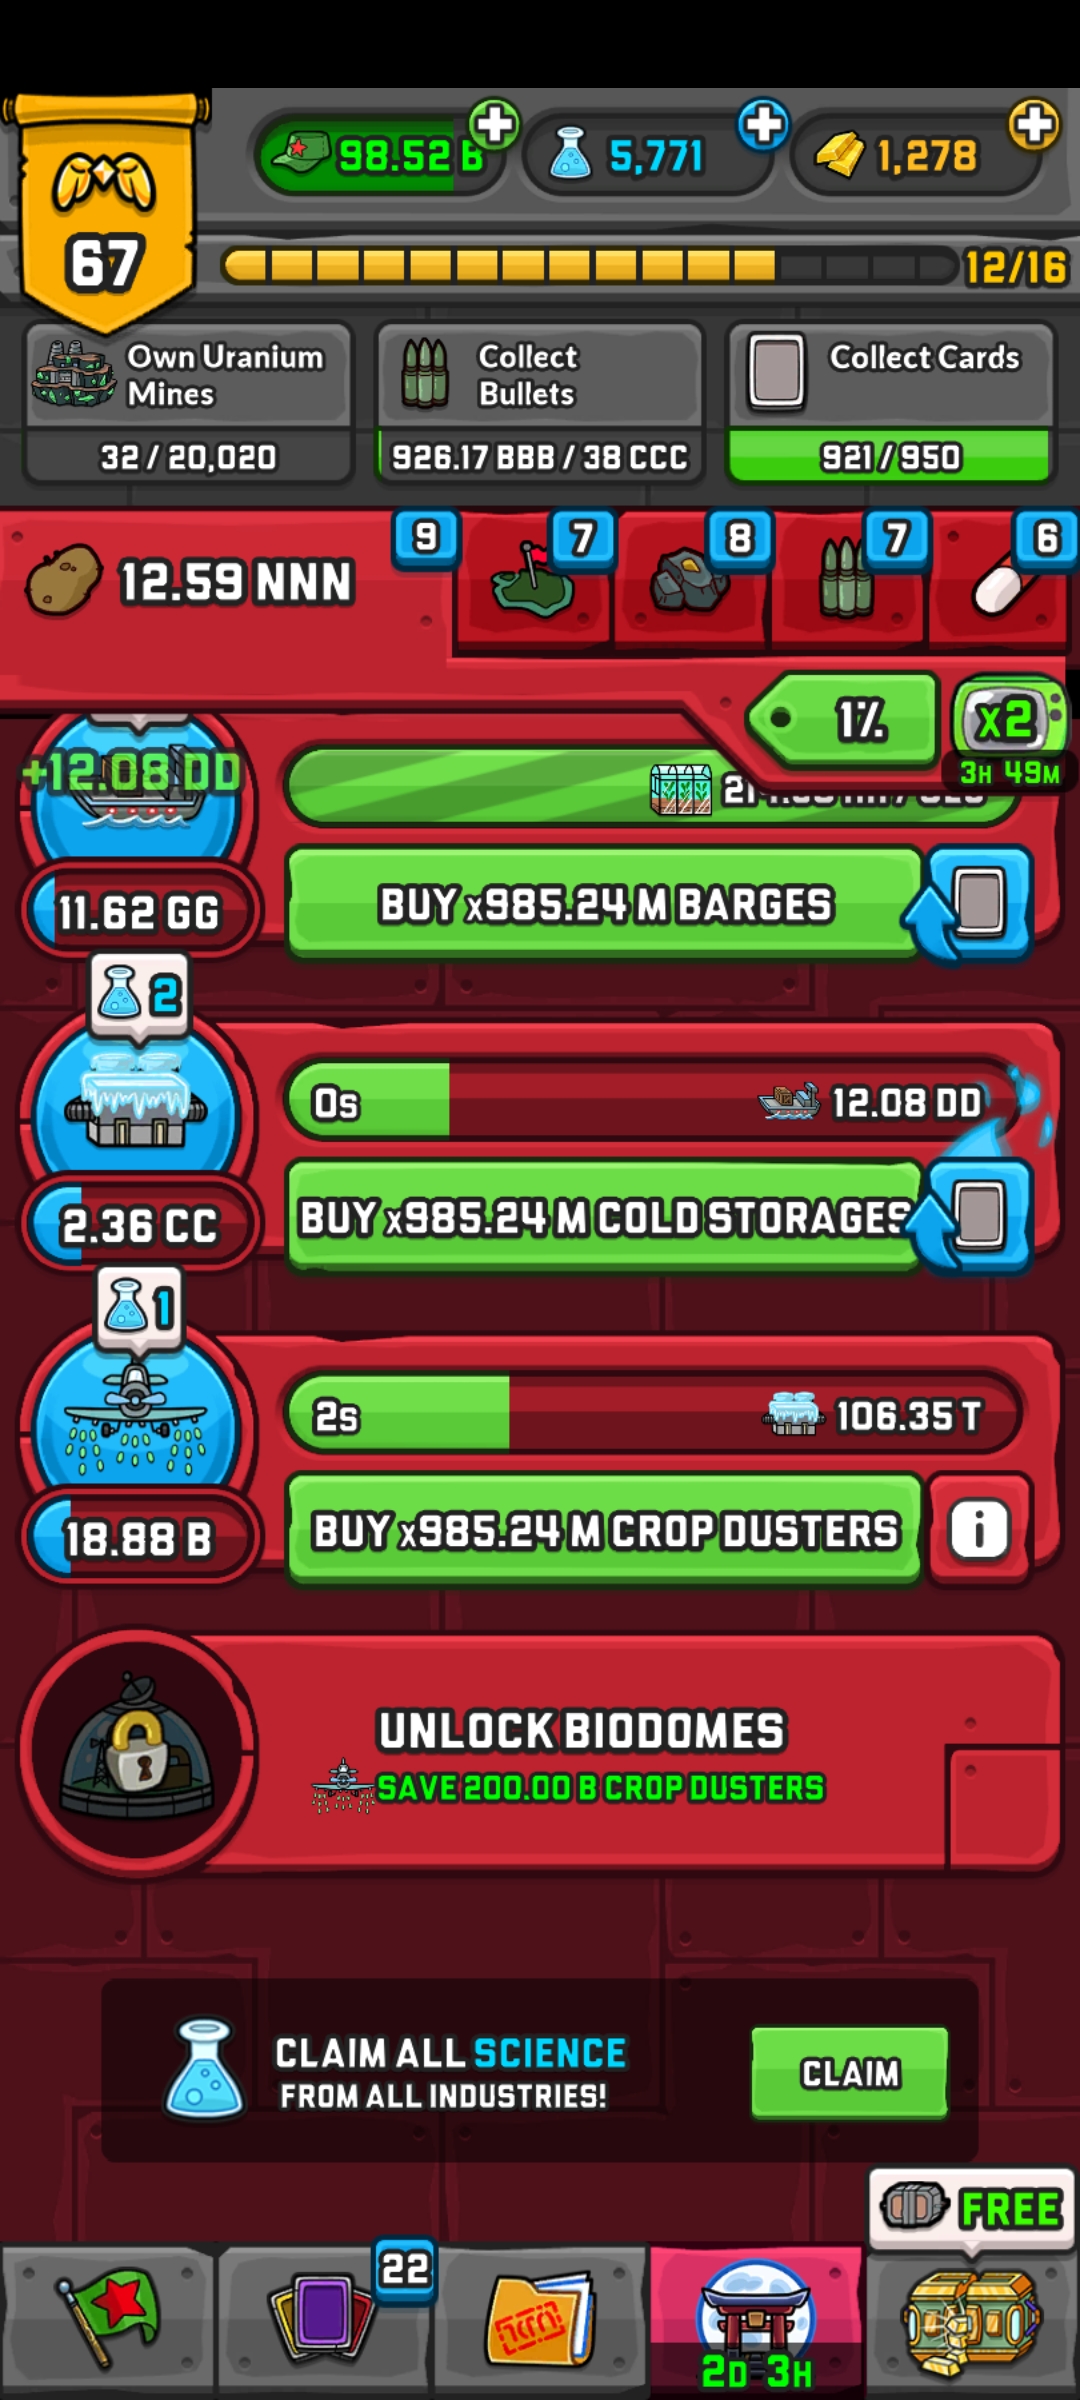 98.52 B
5,771
1,278
67
12/16
Own Uranium
Mines
32 / 20,020
Collect
Bullets
926.17 BBB / 38 CCC
Collect Cards
921 / 950
12.59 NNN
9
7
8
7
6
1%
x2
3H 49M
+12.08 DD
11.62 GG
BUY x985.24 M BARGES
2
0s
12.08 DD
2.36 CC
BUY x985.24 M COLD STORAGES
1
2s
106.35 T
18.88 B
BUY x985.24 M CROP DUSTERS
i
UNLOCK BIODOMES
SAVE 200.00 B CROP DUSTERS
CLAIM ALL SCIENCE
FROM ALL INDUSTRIES!
CLAIM
FREE
22
2D 3H